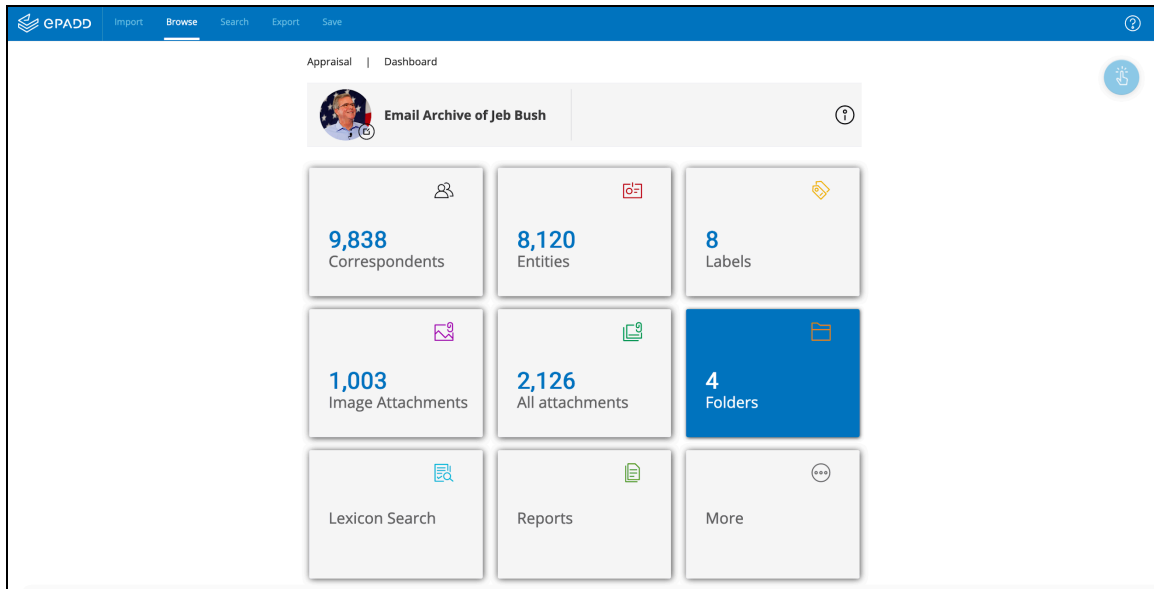 ePADD Import Browse Search Export Save
Appraisal | Dashboard
Email Archive of Jeb Bush
9,838
Correspondents
8,120
Entities
8
Labels
1,003
Image Attachments
2,126
All attachments
4
Folders
Lexicon Search
Reports
More